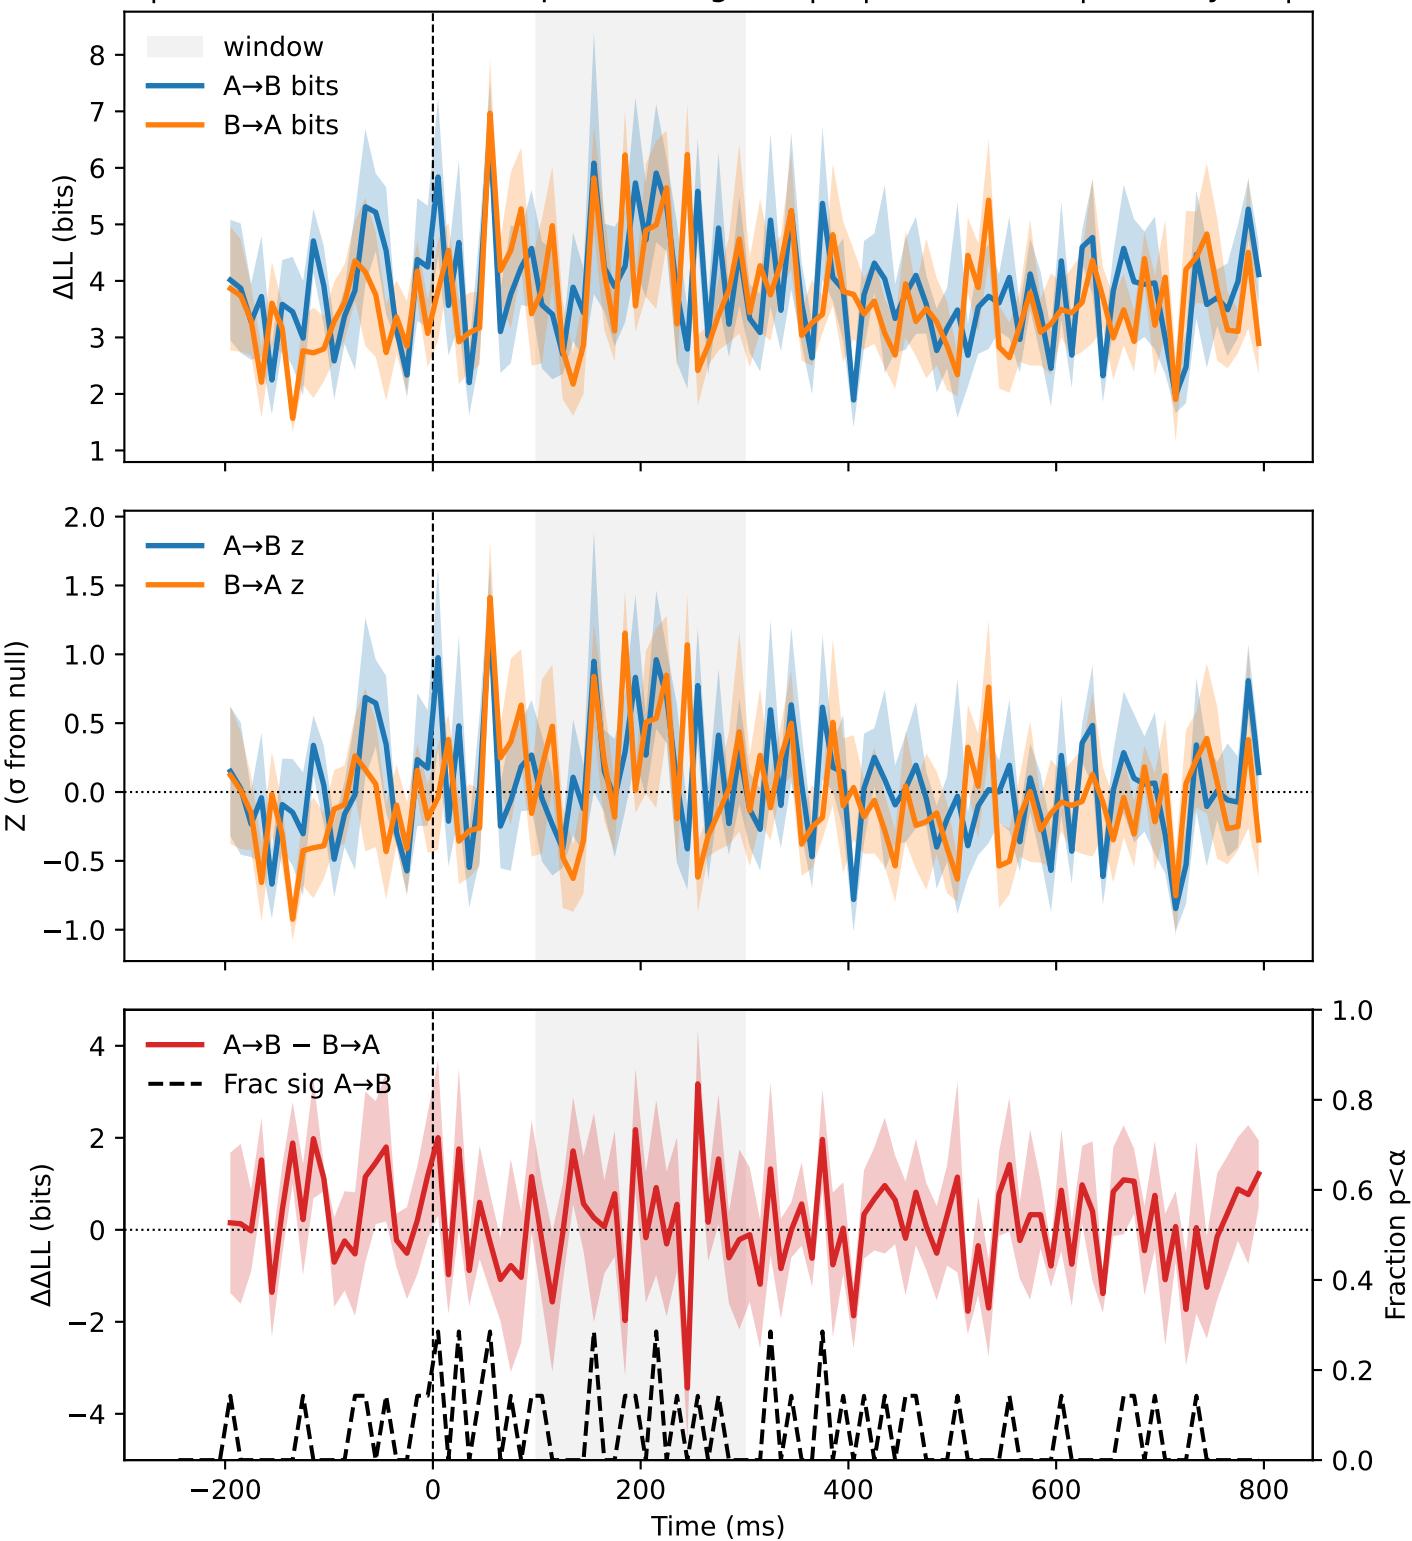 8
7
6
5
4
3
2
1
ΔLL (bits)
window
A→B bits
B→A bits
2.0
1.5
1.0
0.5
0.0
−0.5
−1.0
Z (σ from null)
A→B z
B→A z
4
2
0
−2
−4
ΔΔLL (bits)
A→B − B→A
Frac sig A→B
1.0
0.8
0.6
0.4
0.2
0.0
Fraction p<α
−200 0 200 400 600 800
Time (ms)